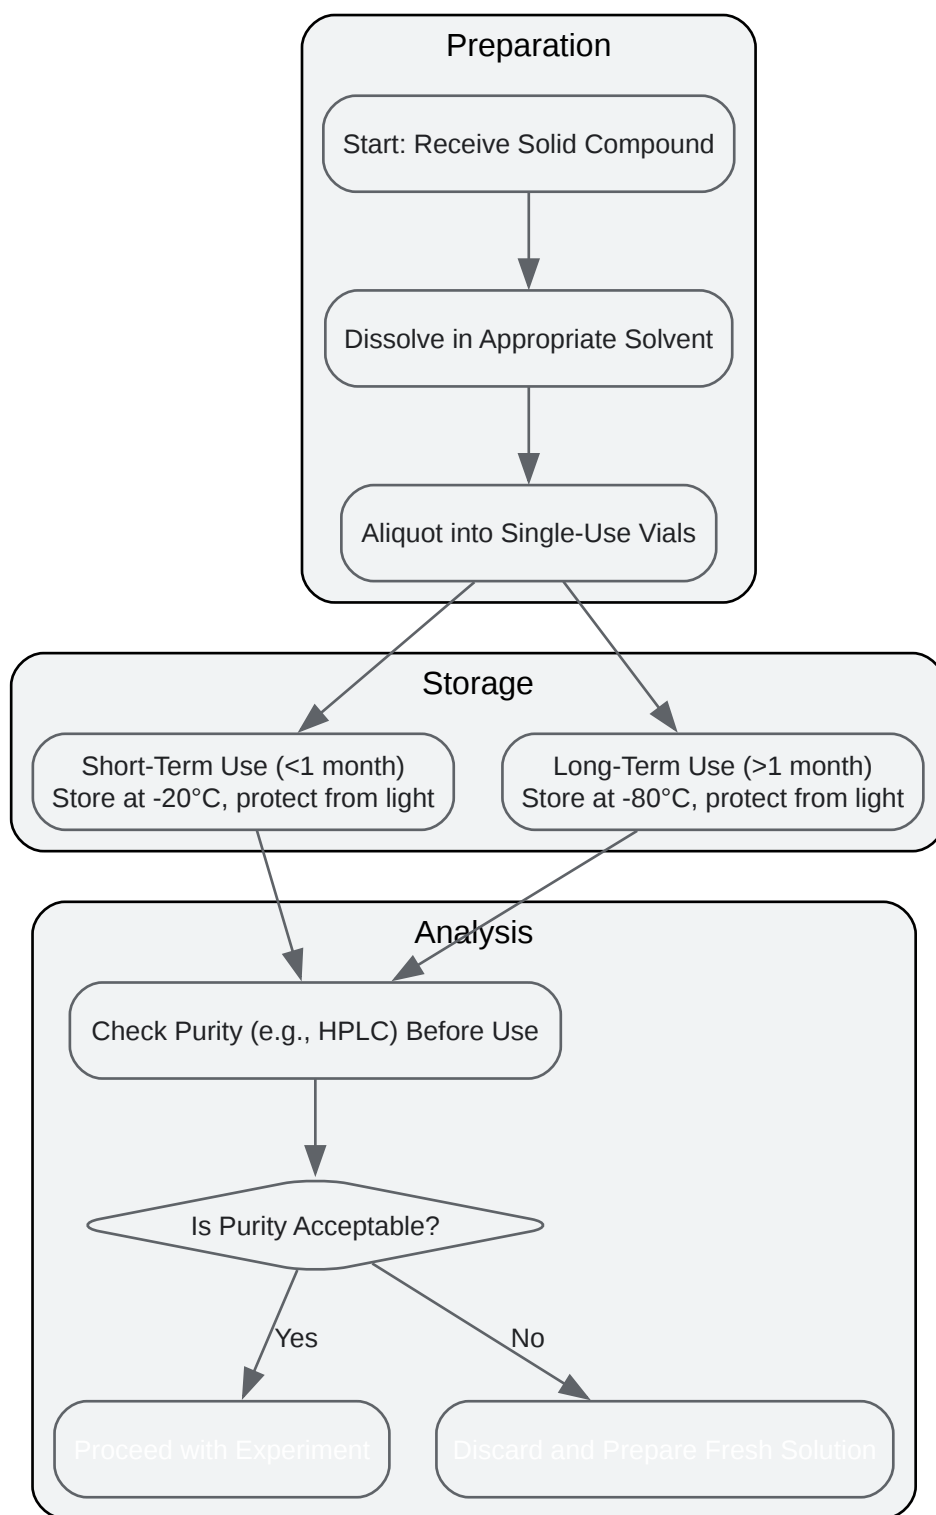 Preparation
Start: Receive Solid Compound
Dissolve in Appropriate Solvent
Aliquot into Single-Use Vials
Storage
Short-Term Use (<1 month)
Store at -20°C, protect from light
Long-Term Use (>1 month)
Store at -80°C, protect from light
Analysis
Check Purity (e.g., HPLC) Before Use
Is Purity Acceptable?
Yes
No
Proceed with Experiment
Discard and Prepare Fresh Solution